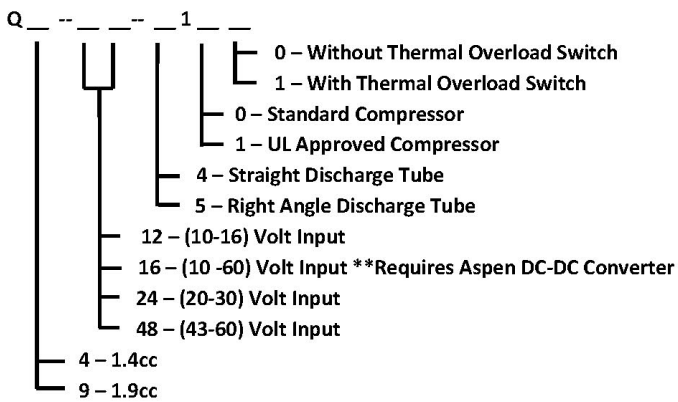 Q__ --__ __-- __ 1 __ __
0 – Without Thermal Overload Switch
1 – With Thermal Overload Switch
0 – Standard Compressor
1 – UL Approved Compressor
4 – Straight Discharge Tube
5 – Right Angle Discharge Tube
12 – (10-16) Volt Input
16 – (10 -60) Volt Input **Requires Aspen DC-DC Converter
24 – (20-30) Volt Input
48 – (43-60) Volt Input
4 – 1.4cc
9 – 1.9cc